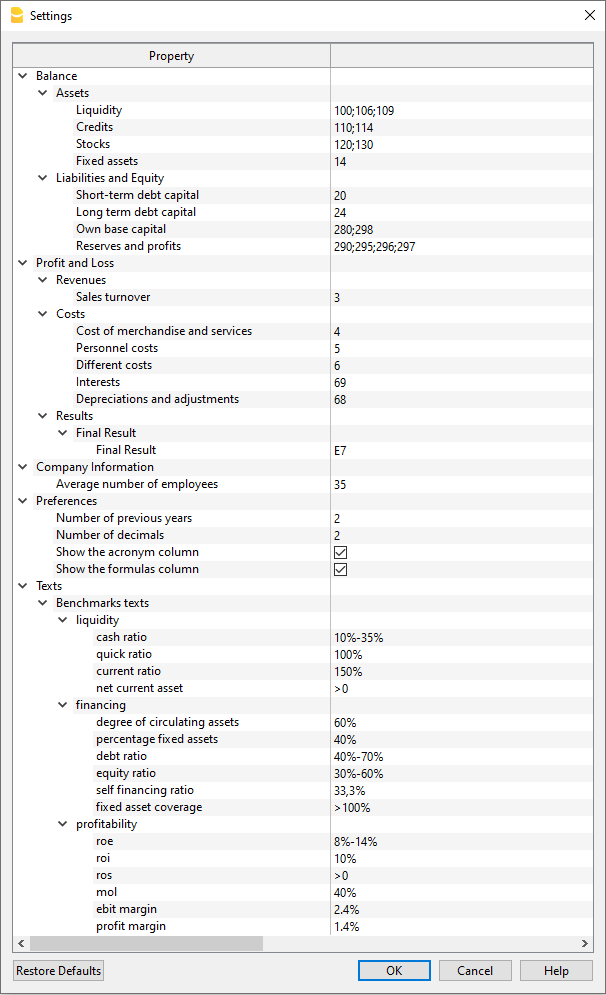 Settings
Property
Balance
Assets
Liquidity 100;106;109
Credits 110;114
Stocks 120;130
Fixed assets 14
Liabilities and Equity
Short-term debt capital 20
Long term debt capital 24
Own base capital 280;298
Reserves and profits 290;295;296;297
Profit and Loss
Revenues
Sales turnover 3
Costs
Cost of merchandise and services 4
Personnel costs 5
Different costs 6
Interests 69
Depreciations and adjustments 68
Results
Final Result
Final Result E7
Company Information
Average number of employees 35
Preferences
Number of previous years 2
Number of decimals 2
Show the acronym column
Show the formulas column
Texts
Benchmarks texts
liquidity
cash ratio 10%-35%
quick ratio 100%
current ratio 150%
net current asset >0
financing
degree of circulating assets 60%
percentage fixed assets 40%
debt ratio 40%-70%
equity ratio 30%-60%
self financing ratio 33,3%
fixed asset coverage >100%
profitability
roe 8%-14%
roi 10%
ros >0
mol 40%
ebit margin 2.4%
profit margin 1.4%
Restore Defaults OK Cancel Help